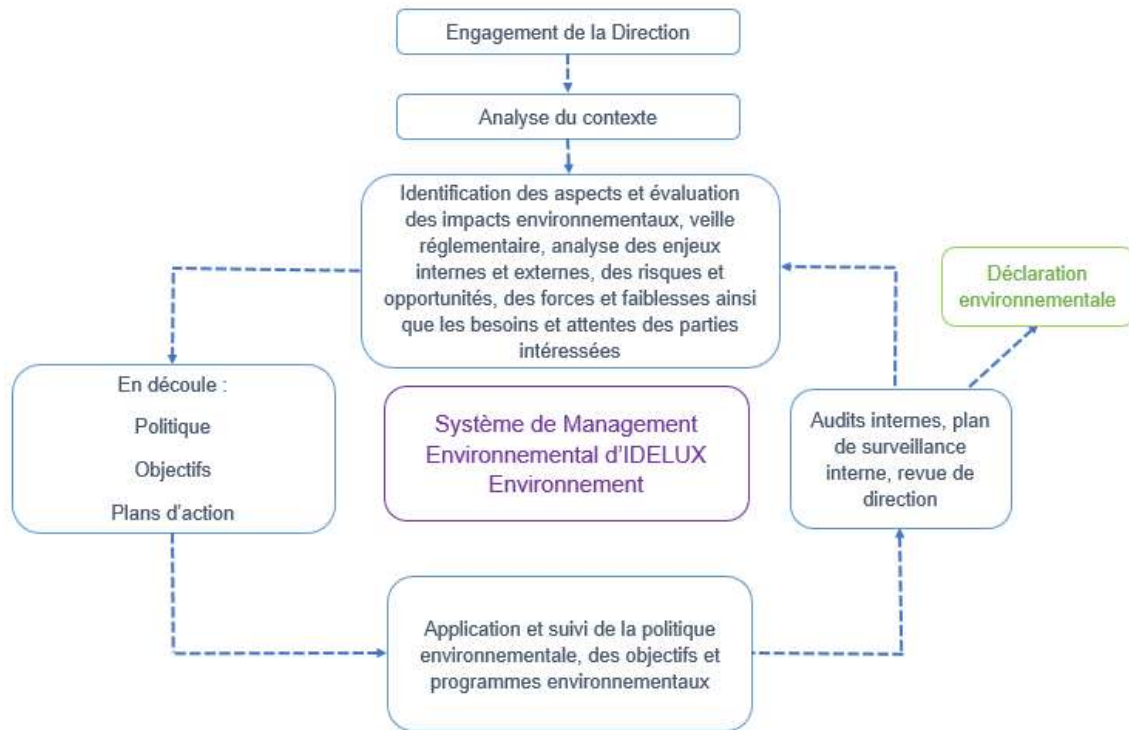 Engagement de la Direction
Analyse du contexte
Identification des aspects et évaluation
des impacts environnementaux, veille
réglementaire, analyse des enjeux
internes et externes, des risques et
opportunités, des forces et faiblesses ainsi
que les besoins et attentes des parties
intéressées
Déclaration
environnementale
En découle :
Politique
Objectifs
Plans d'action
Système de Management
Environnemental d'IDELUX
Environnement
Audits internes, plan
de surveillance
interne, revue de
direction
Application et suivi de la politique
environnementale, des objectifs et
programmes environnementaux